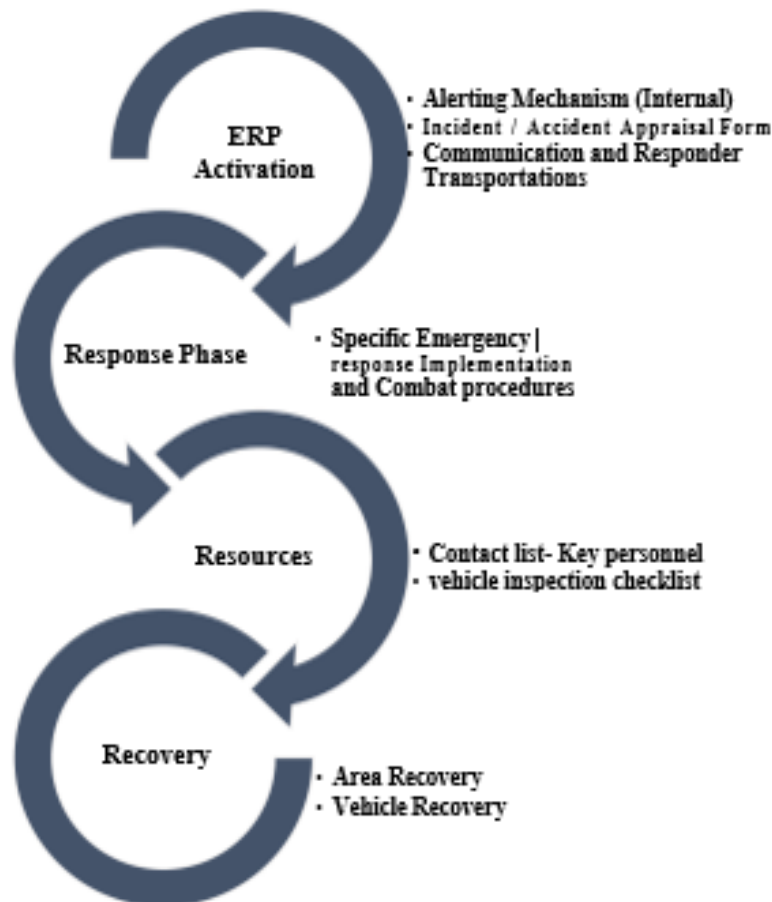 ERP
Activation
· Alerting Mechanism (Internal)
· Incident / Accident Appraisal Form
· Communication and Responder
Transportations
Response Phase
· Specific Emergency|
response Implementation
and Combat procedures
Resources
· Contact list- Key personnel
· vehicle inspection checklist
Recovery
· Area Recovery
· Vehicle Recovery